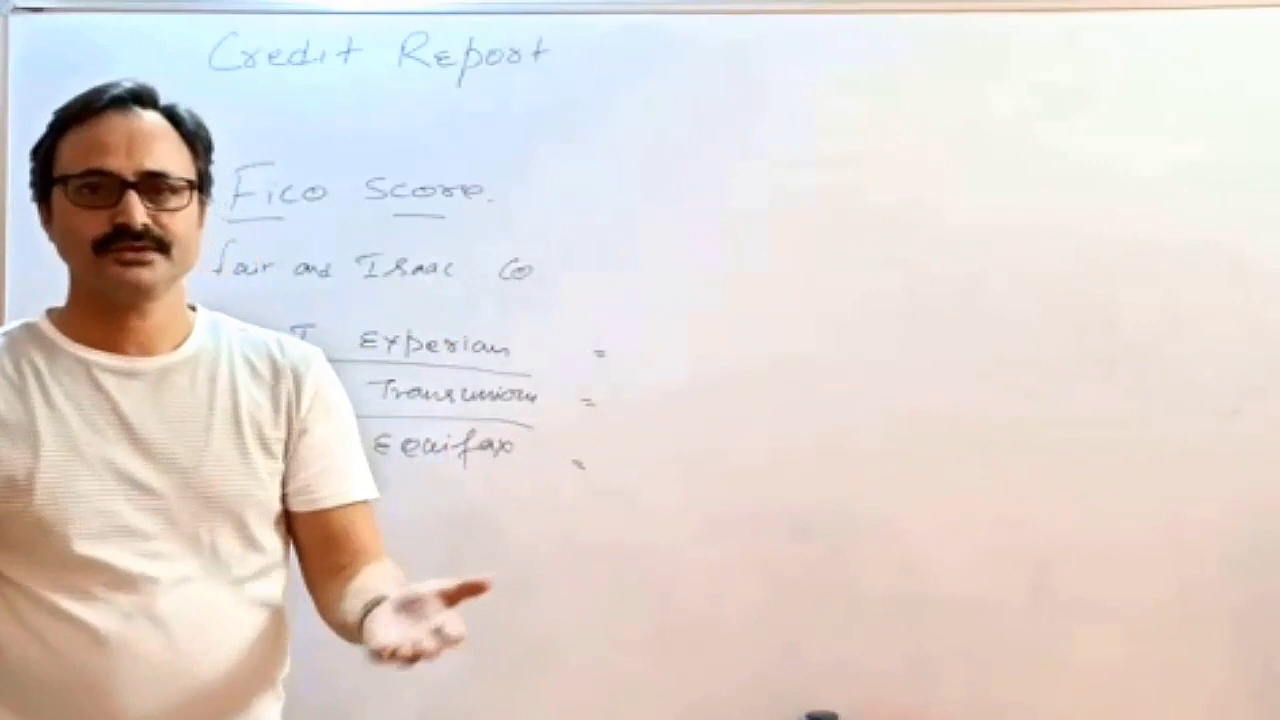 Credit Report
Fico Score.
fair and Isaac Co
I Experian =
Transunion =
Equifax